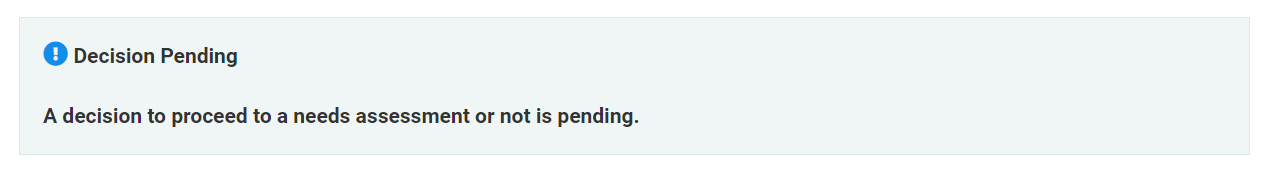 Decision Pending
A decision to proceed to a needs assessment or not is pending.